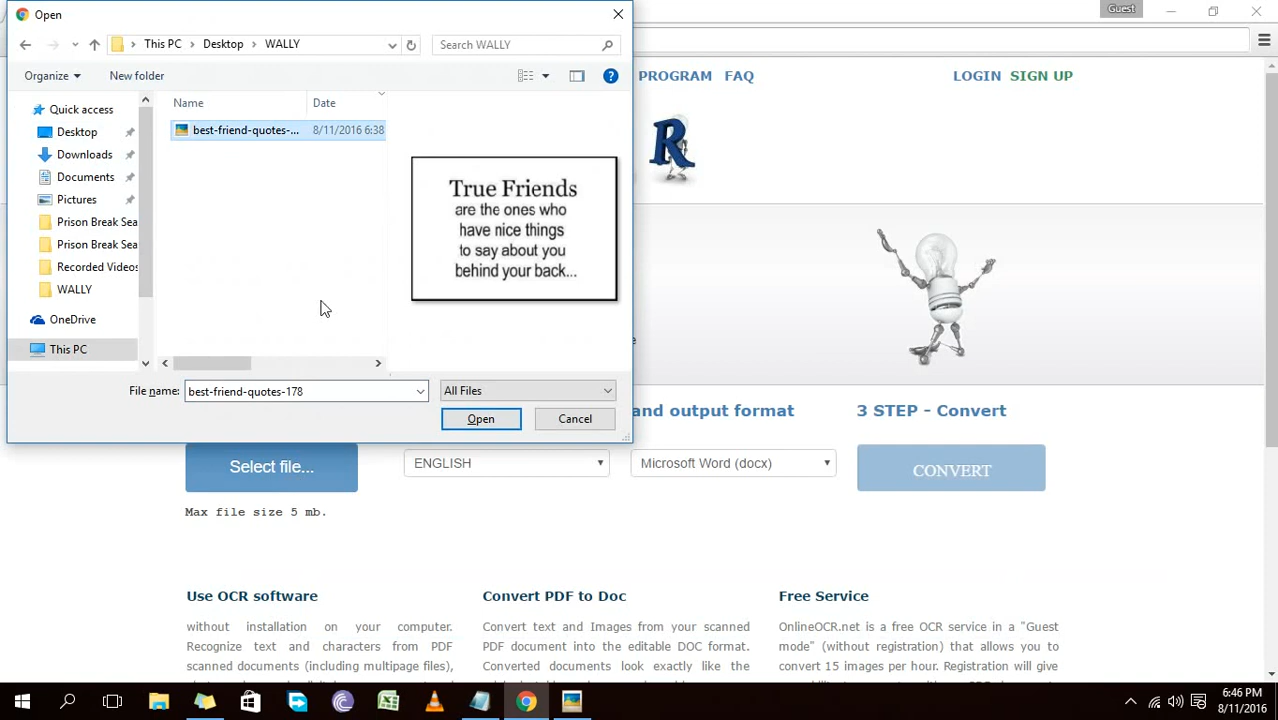 Open
Guest
This PC
Desktop
WALLY
Search WALLY
Organize
New folder
PROGRAM
FAQ
LOGIN
SIGN UP
Quick access
Desktop
Downloads
Documents
Pictures
Prison Break Sea
Prison Break Sea
Recorded Videos
WALLY
OneDrive
This PC
Name
Date
best-friend-quotes-...
8/11/2016 6:38
True Friends
are the ones who
have nice things
to say about you
behind your back...
R
File name:
best-friend-quotes-178
All Files
Open
Cancel
and output format
3 STEP - Convert
Select file...
ENGLISH
Microsoft Word (docx)
CONVERT
Max file size 5 mb.
Use OCR software
without installation on your computer.
Recognize text and characters from PDF
scanned documents (including multipage files),
Convert PDF to Doc
Convert text and Images from your scanned
PDF document into the editable DOC format.
Converted documents look exactly like the
Free Service
OnlineOCR.net is a free OCR service in a "Guest
mode" (without registration) that allows you to
convert 15 images per hour. Registration will give
6:46 PM
8/11/2016